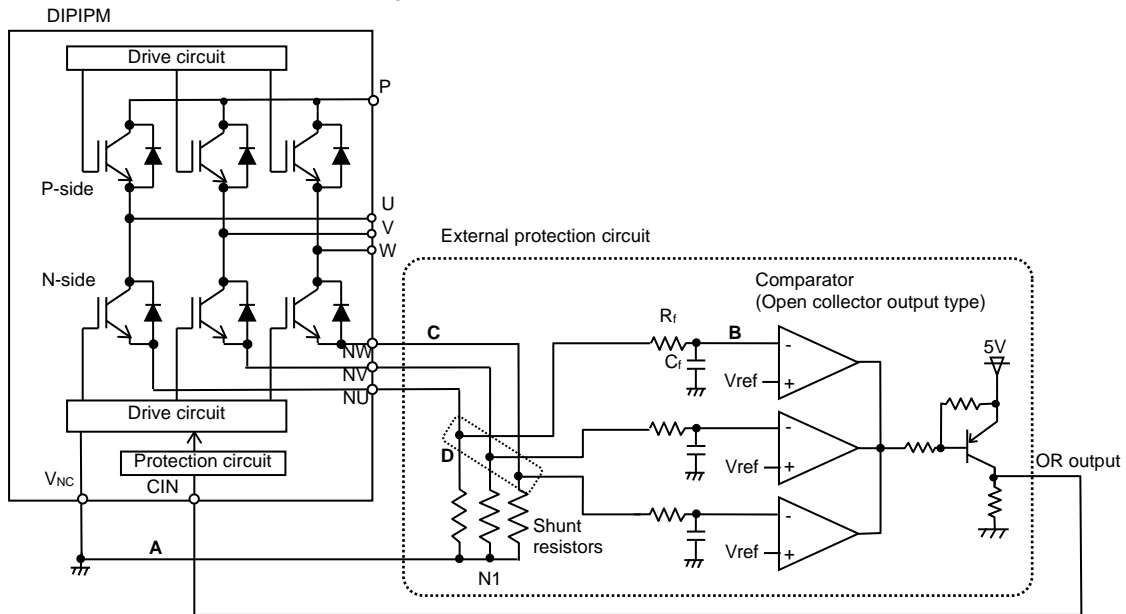 DIPIPM
Drive circuit
P
P-side
U
V
W
External protection circuit
N-side
Comparator
(Open collector output type)
Rf
C
B
Cf
-
5V
NW
Vref
+
NV
NU
Drive circuit
-
D
Protection circuit
Vref
+
OR output
VNC
CIN
-
Shunt
resistors
A
Vref
+
N1